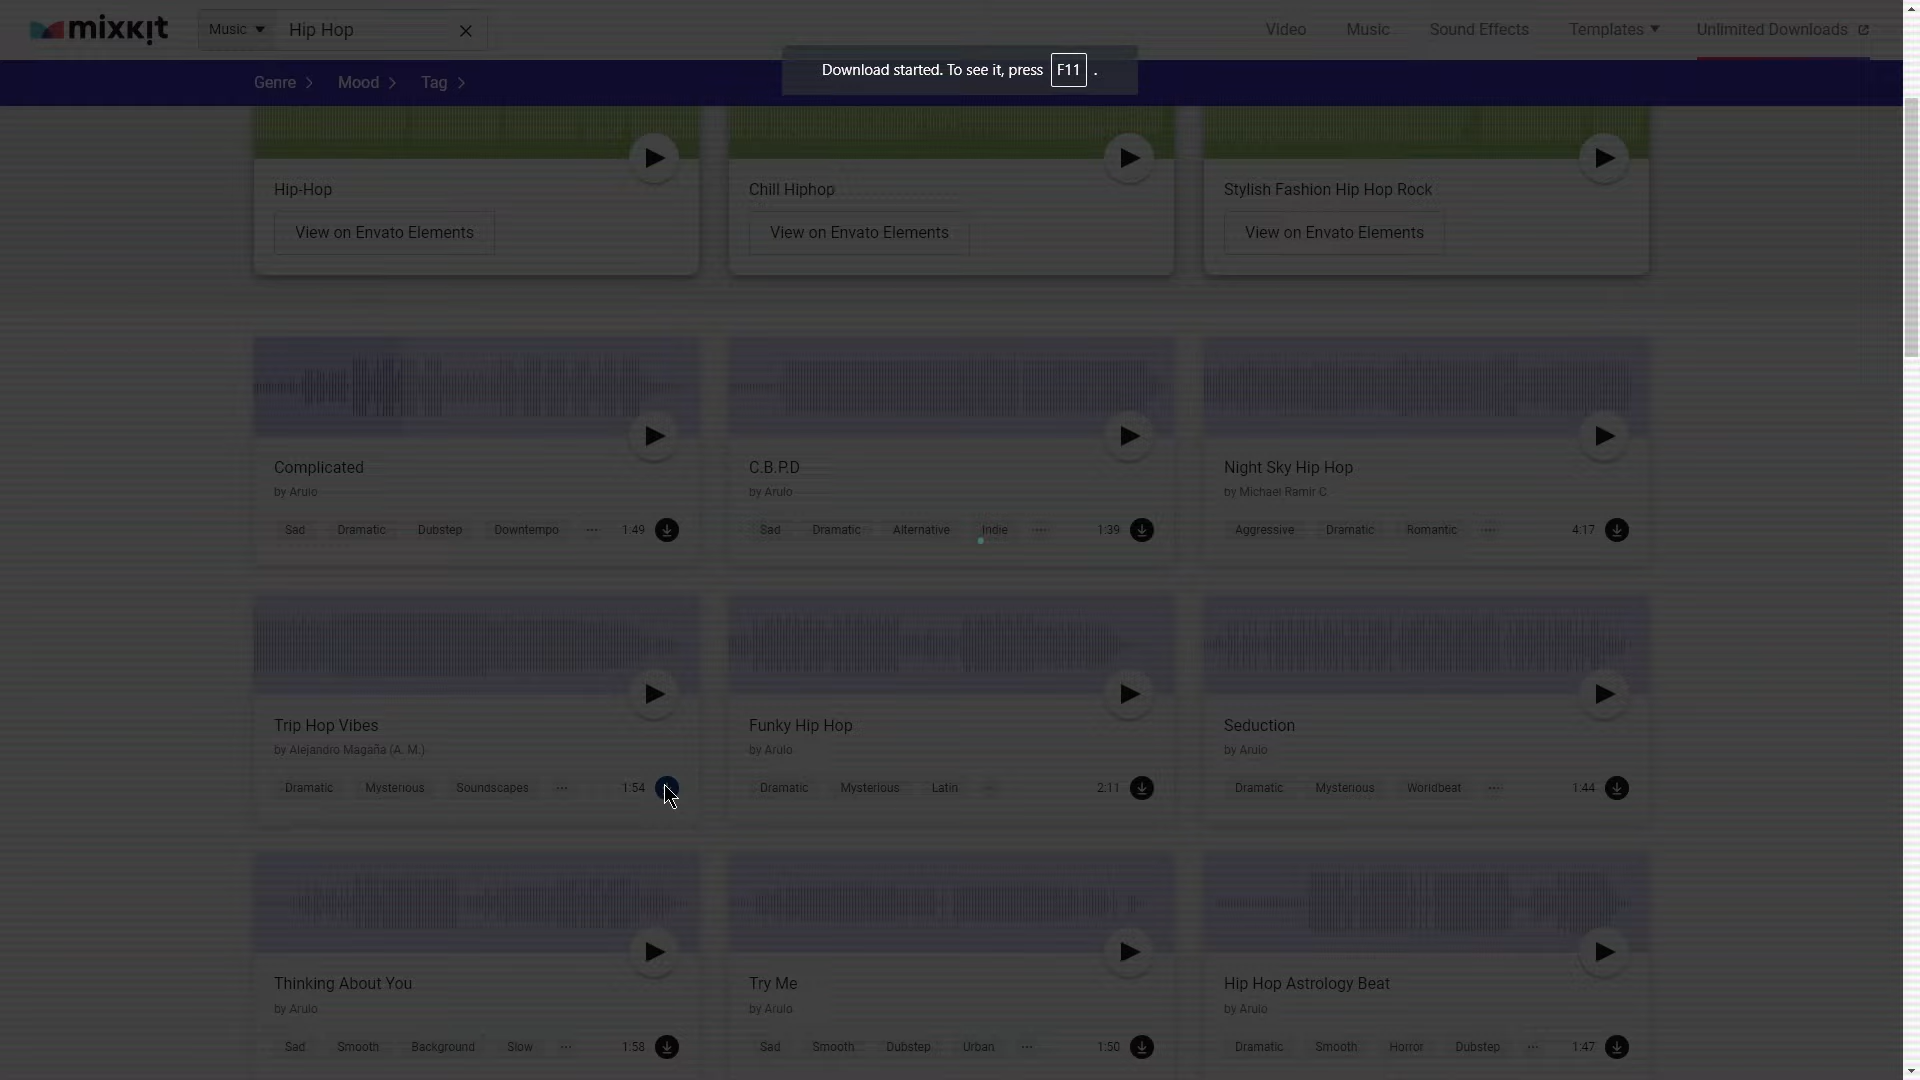 mixkit
Music
Hip Hop
Video
Music
Sound Effects
Templates
Unlimited Downloads
Genre
Mood
Tag
Download started. To see it, press F11 .
Hip-Hop
Chill Hiphop
Stylish Fashion Hip Hop Rock
View on Envato Elements
View on Envato Elements
View on Envato Elements
Complicated
by Arulo
Sad Dramatic Dubstep Downtempo ··· 1:49
C.B.P.D
by Arulo
Sad Dramatic Alternative Indie ··· 1:39
Night Sky Hip Hop
by Michael Ramir C.
Aggressive Dramatic Romantic ··· 4:17
Trip Hop Vibes
by Alejandro Magaña (A. M.)
Dramatic Mysterious Soundscapes ··· 1:54
Funky Hip Hop
by Arulo
Dramatic Mysterious Latin ··· 2:11
Seduction
by Arulo
Dramatic Mysterious Worldbeat ··· 1:44
Thinking About You
by Arulo
Sad Smooth Background Slow ··· 1:58
Try Me
by Arulo
Sad Smooth Dubstep Urban ··· 1:50
Hip Hop Astrology Beat
by Arulo
Dramatic Smooth Horror Dubstep ··· 1:47